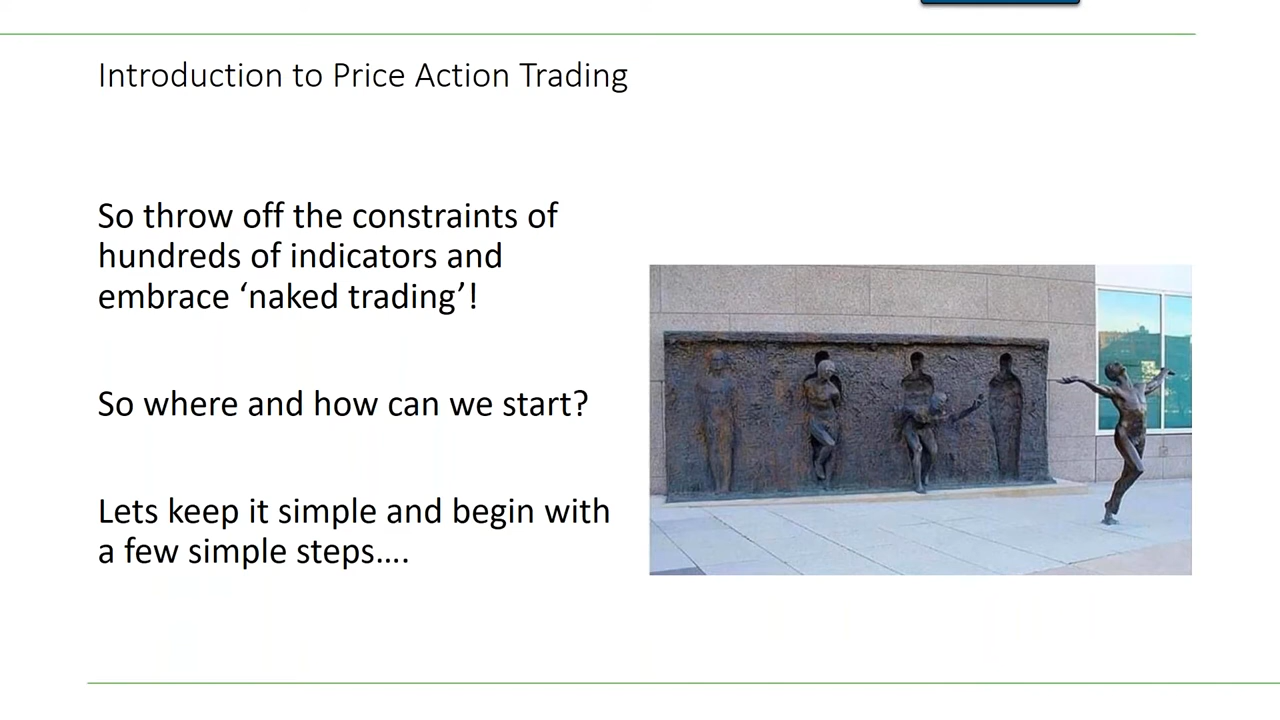 Introduction to Price Action Trading
So throw off the constraints of
hundreds of indicators and
embrace ‘naked trading’!
So where and how can we start?
Lets keep it simple and begin with
a few simple steps....